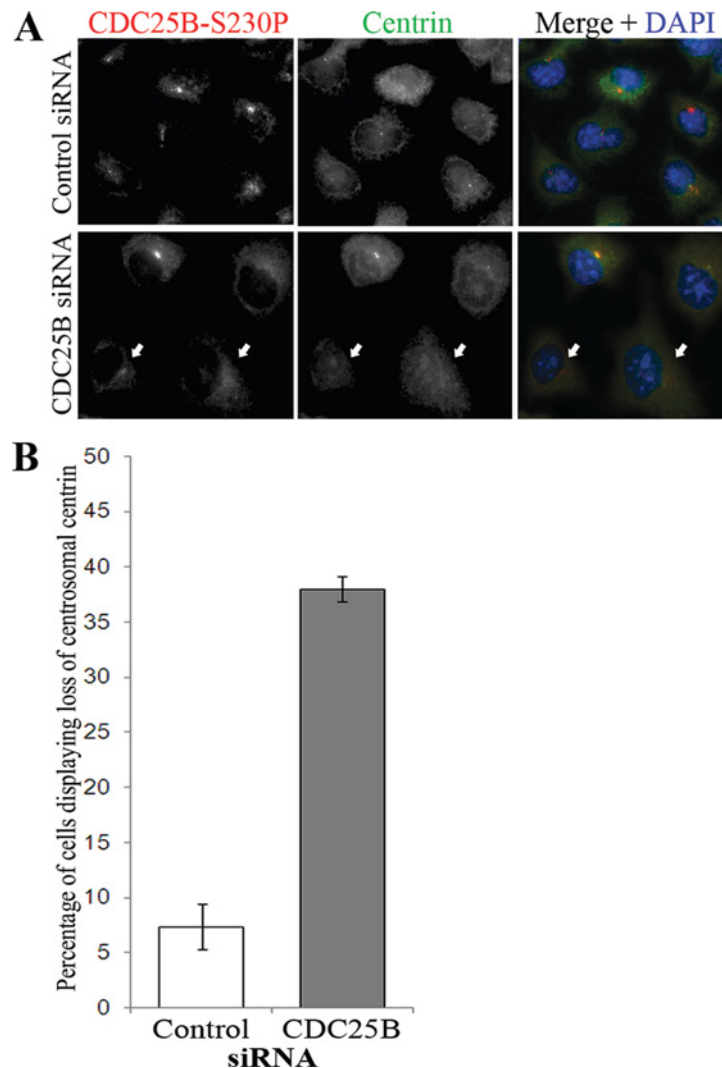 A
CDC25B-S230P
Centrin
Merge + DAPI
Control siRNA
CDC25B siRNA
B
Percentage of cells displaying loss of centrosomal centrin
50
45
40
35
30
25
20
15
10
5
0
Control
CDC25B
siRNA